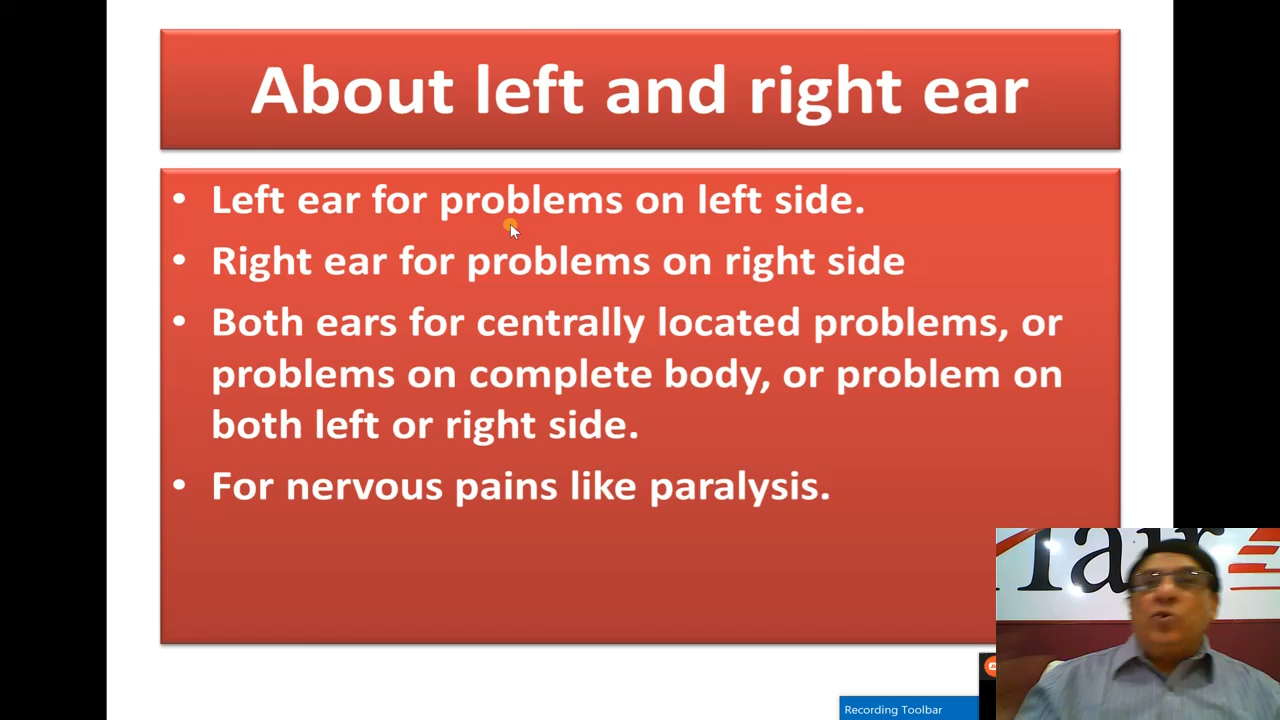 About left and right ear
• Left ear for problems on left side.
• Right ear for problems on right side
• Both ears for centrally located problems, or
problems on complete body, or problem on
both left or right side.
• For nervous pains like paralysis.
Recording Toolbar